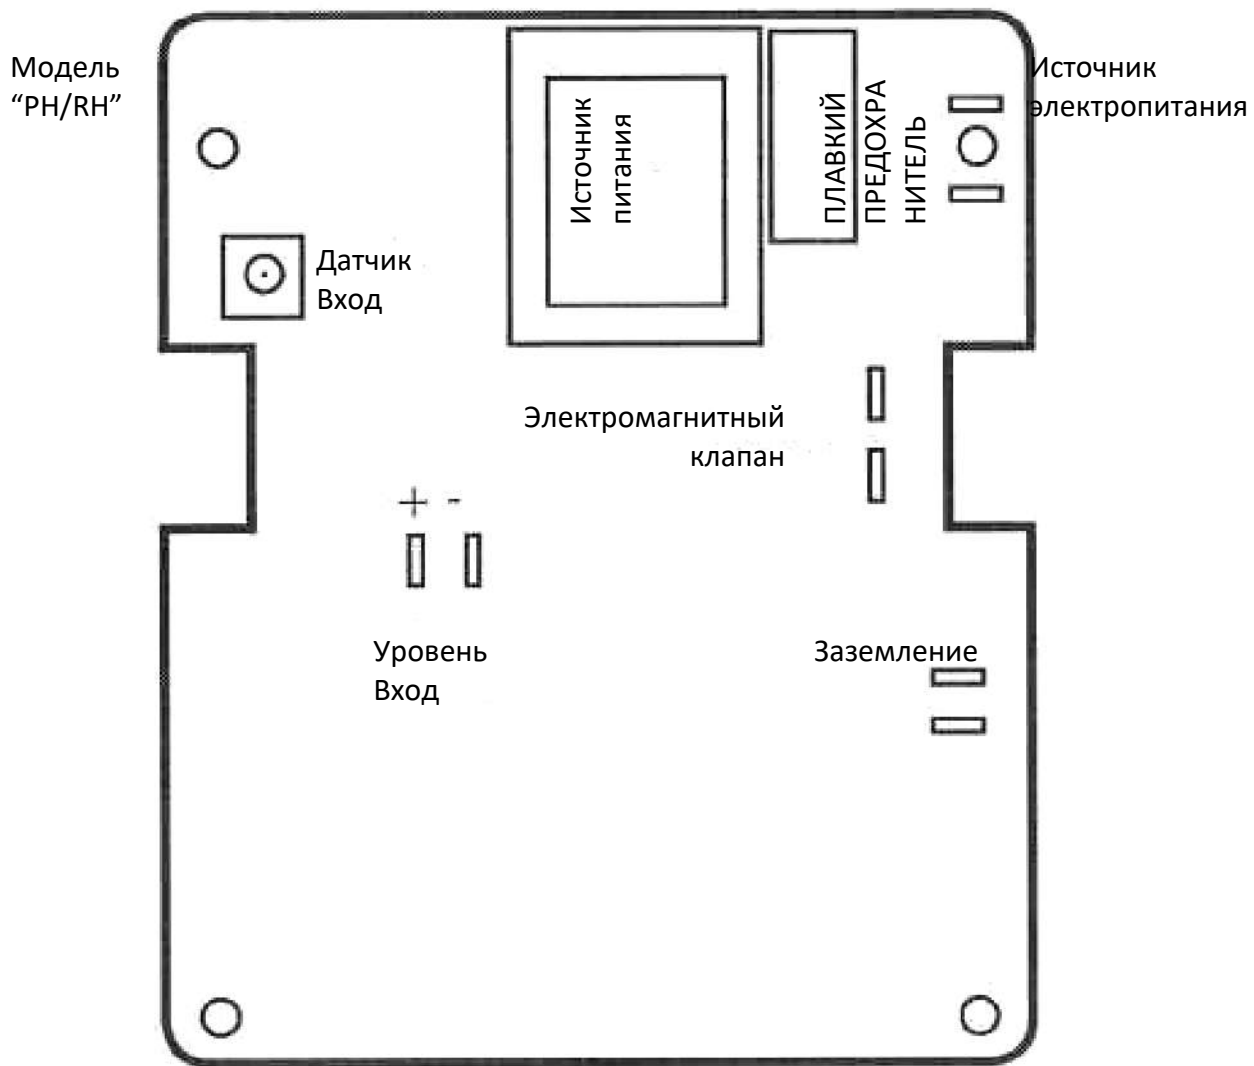 Модель
“PH/RH”
Источник
электропитания
Источник
питания
ПЛАВКИЙ
ПРЕДОХРА
НИТЕЛЬ
Датчик
Вход
Электромагнитный
клапан
+ -
Уровень
Вход
Заземление